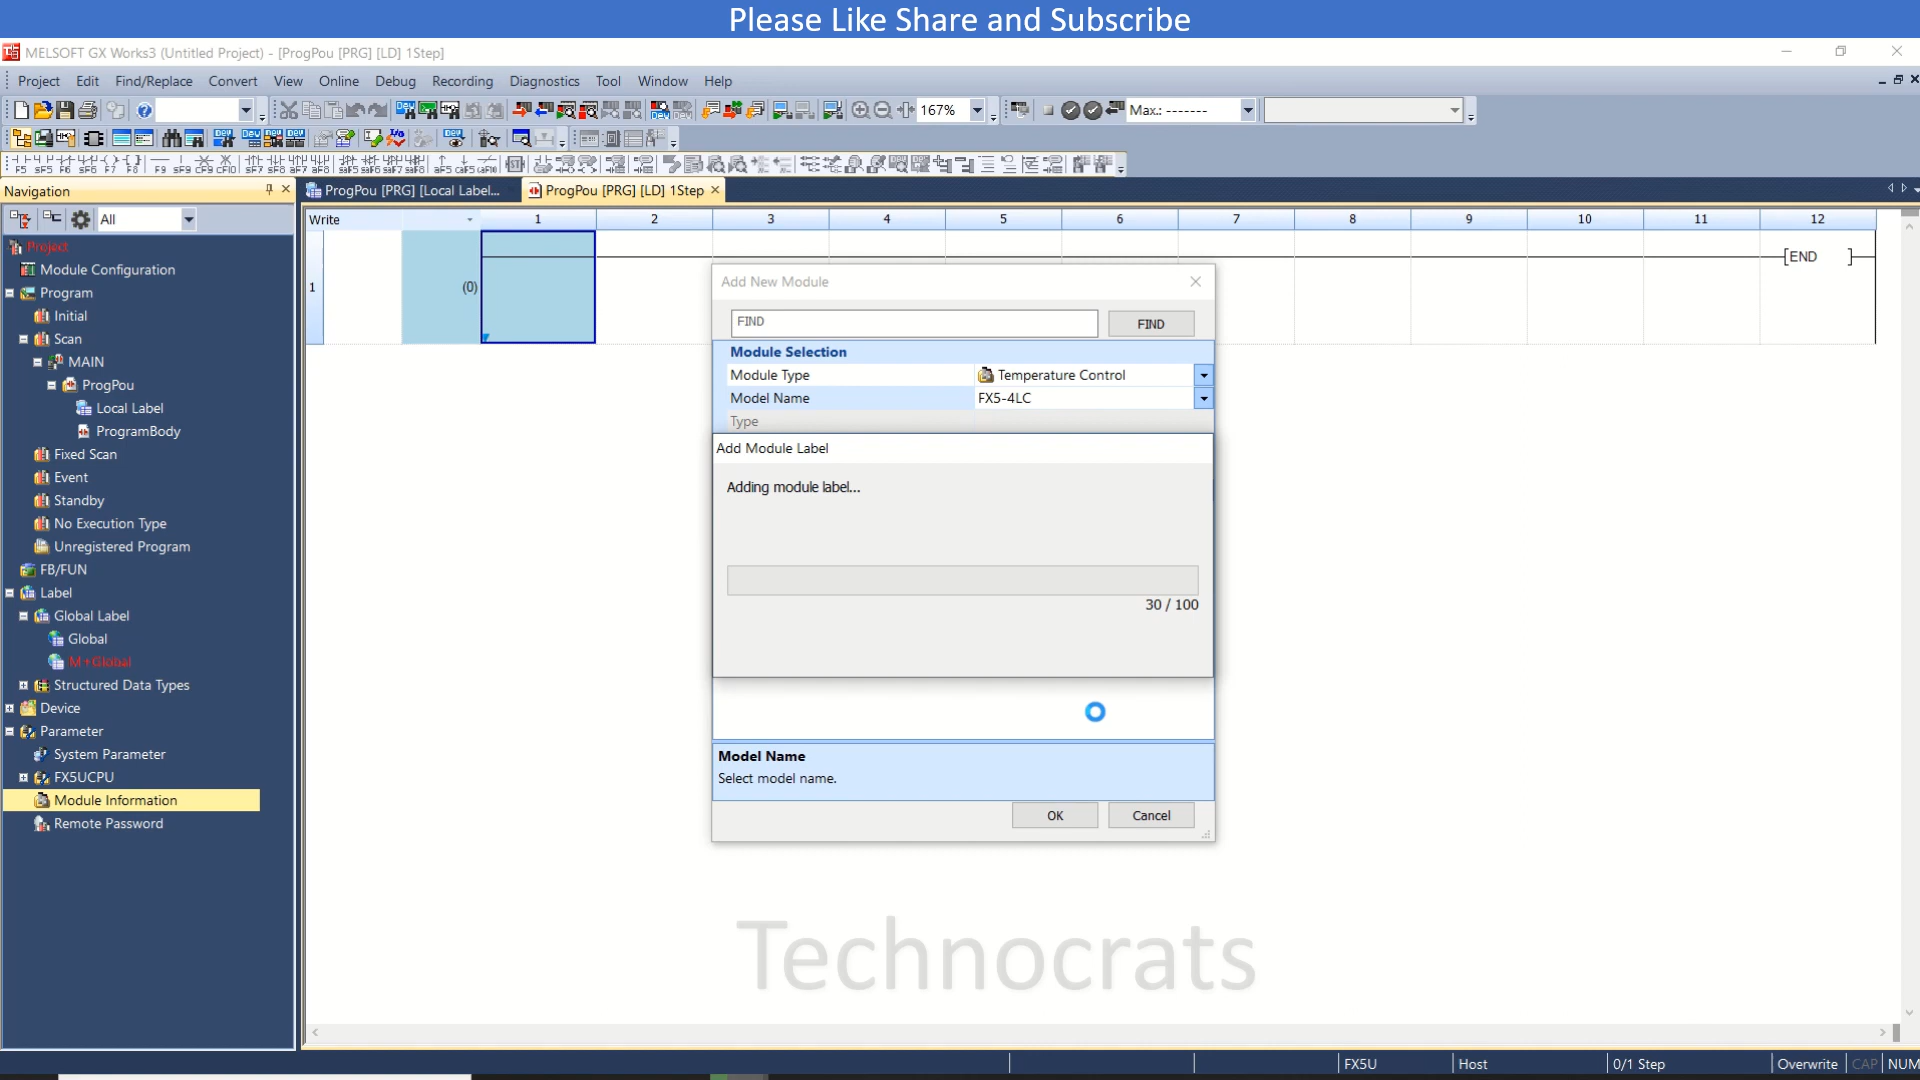 Please Like Share and Subscribe
MELSOFT GX Works3 (Untitled Project) - [ProgPou [PRG] [LD] 1Step]
Project Edit Find/Replace Convert View Online Debug Recording Diagnostics Tool Window Help
167% Max.: -------
Navigation
ProgPou [PRG] [Local Label...
ProgPou [PRG] [LD] 1Step
All
Write 1 2 3 4 5 6 7 8 9 10 11 12
1 (0) [END ]
Project
Module Configuration
Program
Initial
Scan
MAIN
ProgPou
Local Label
ProgramBody
Fixed Scan
Event
Standby
No Execution Type
Unregistered Program
FB/FUN
Label
Global Label
Global
M+Global
Structured Data Types
Device
Parameter
System Parameter
FX5UCPU
Module Information
Remote Password
Add New Module
FIND FIND
Module Selection
Module Type Temperature Control
Model Name FX5-4LC
Type
Add Module Label
Adding module label...
30 / 100
Model Name
Select model name.
OK Cancel
Technocrats
FX5U Host 0/1 Step Overwrite CAP NUM